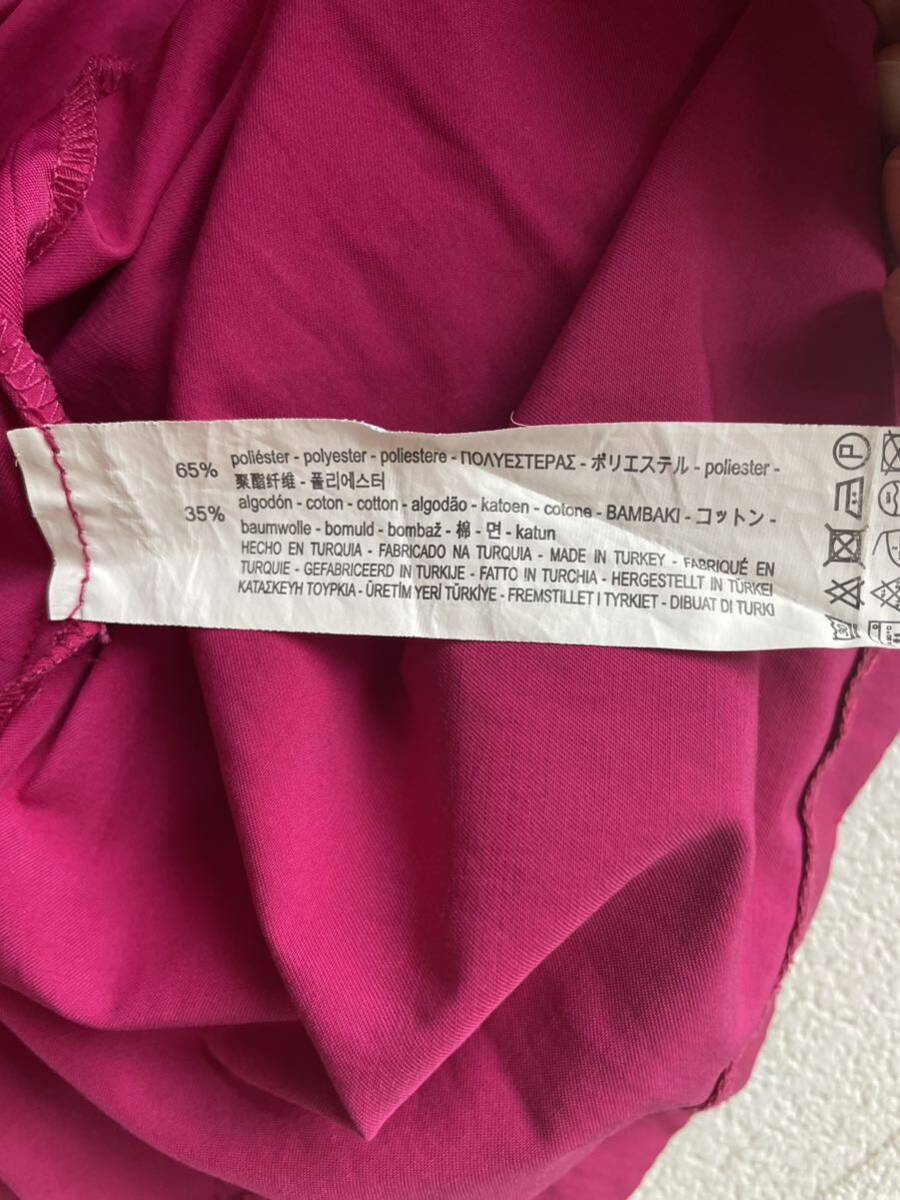 65% poliéster - polyester - poliestere - ΠΟΛΥΕΣΤΕΡΑΣ - ポリエステル - poliester -
聚酯纤维 - 폴리에스터
35% algodón - coton - cotton - algodão - katoen - cotone - BAMBAKI - コットン -
baumwolle - bomuld - bombaž - 棉 - 면 - katun
HECHO EN TURQUIA - FABRICADO NA TURQUIA - MADE IN TURKEY - FABRIQUÉ EN
TURQUIE - GEFABRICEERD IN TURKIJE - FATTO IN TURCHIA - HERGESTELLT IN TÜRKEI
ΚΑΤΑΣΚΕΥΗ ΤΟΥΡΚΙΑ - ÜRETİM YERİ TÜRKİYE - FREMSTILLET I TYRKIET - DIBUAT DI TURKI
P